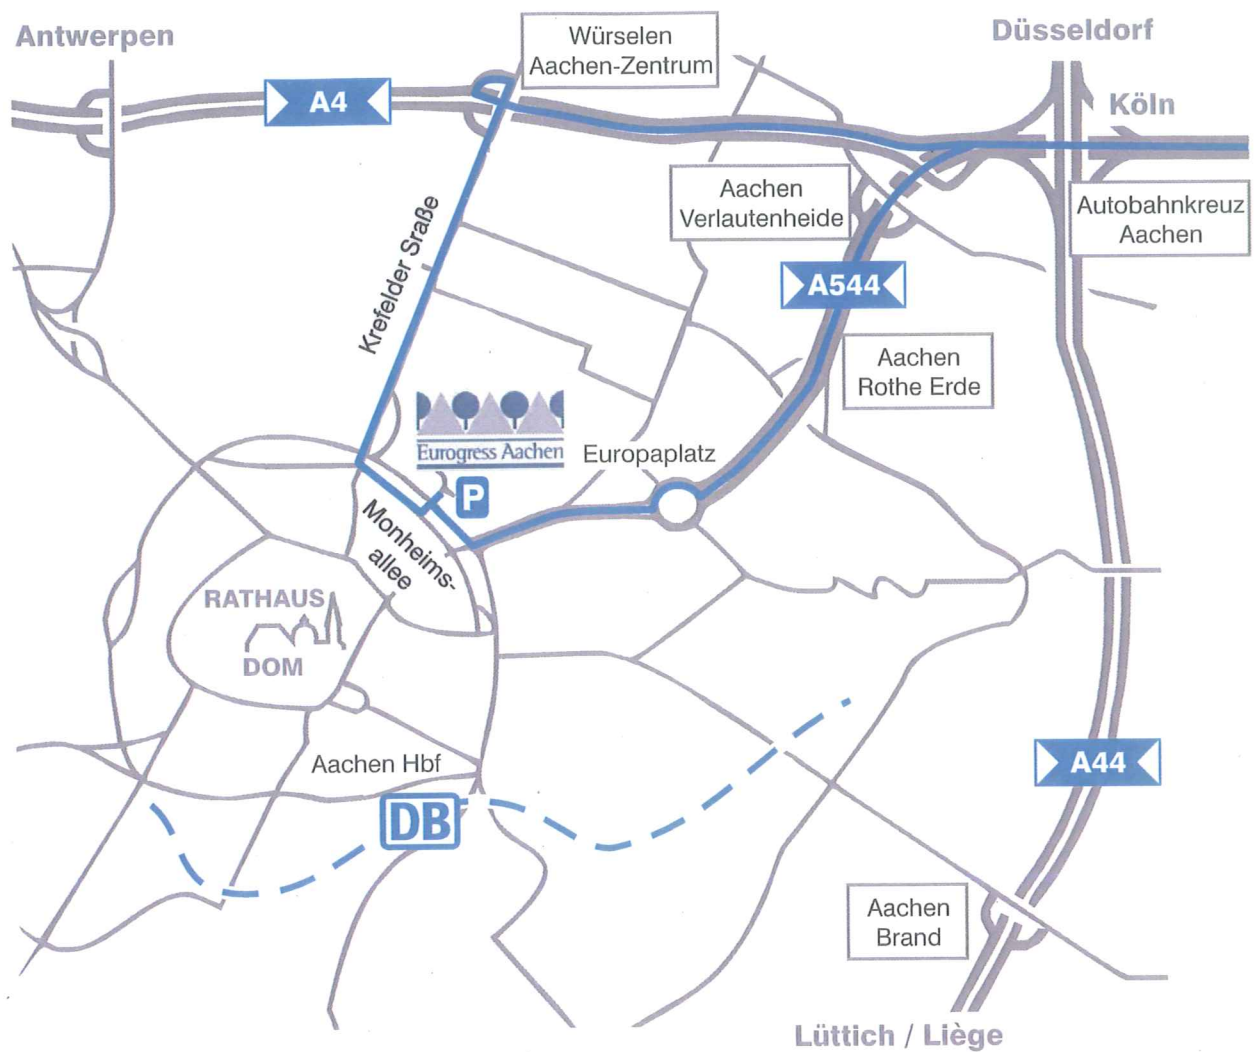 Antwerpen
Würselen
Aachen-Zentrum
Düsseldorf
A4
Köln
Aachen
Verlautenheide
Autobahnkreuz
Aachen
Krefelder Sraße
A544
Aachen
Rothe Erde
Eurogress Aachen
Europaplatz
P
Monheims-
allee
RATHAUS
DOM
Aachen Hbf
DB
A44
Aachen
Brand
Lüttich / Liège